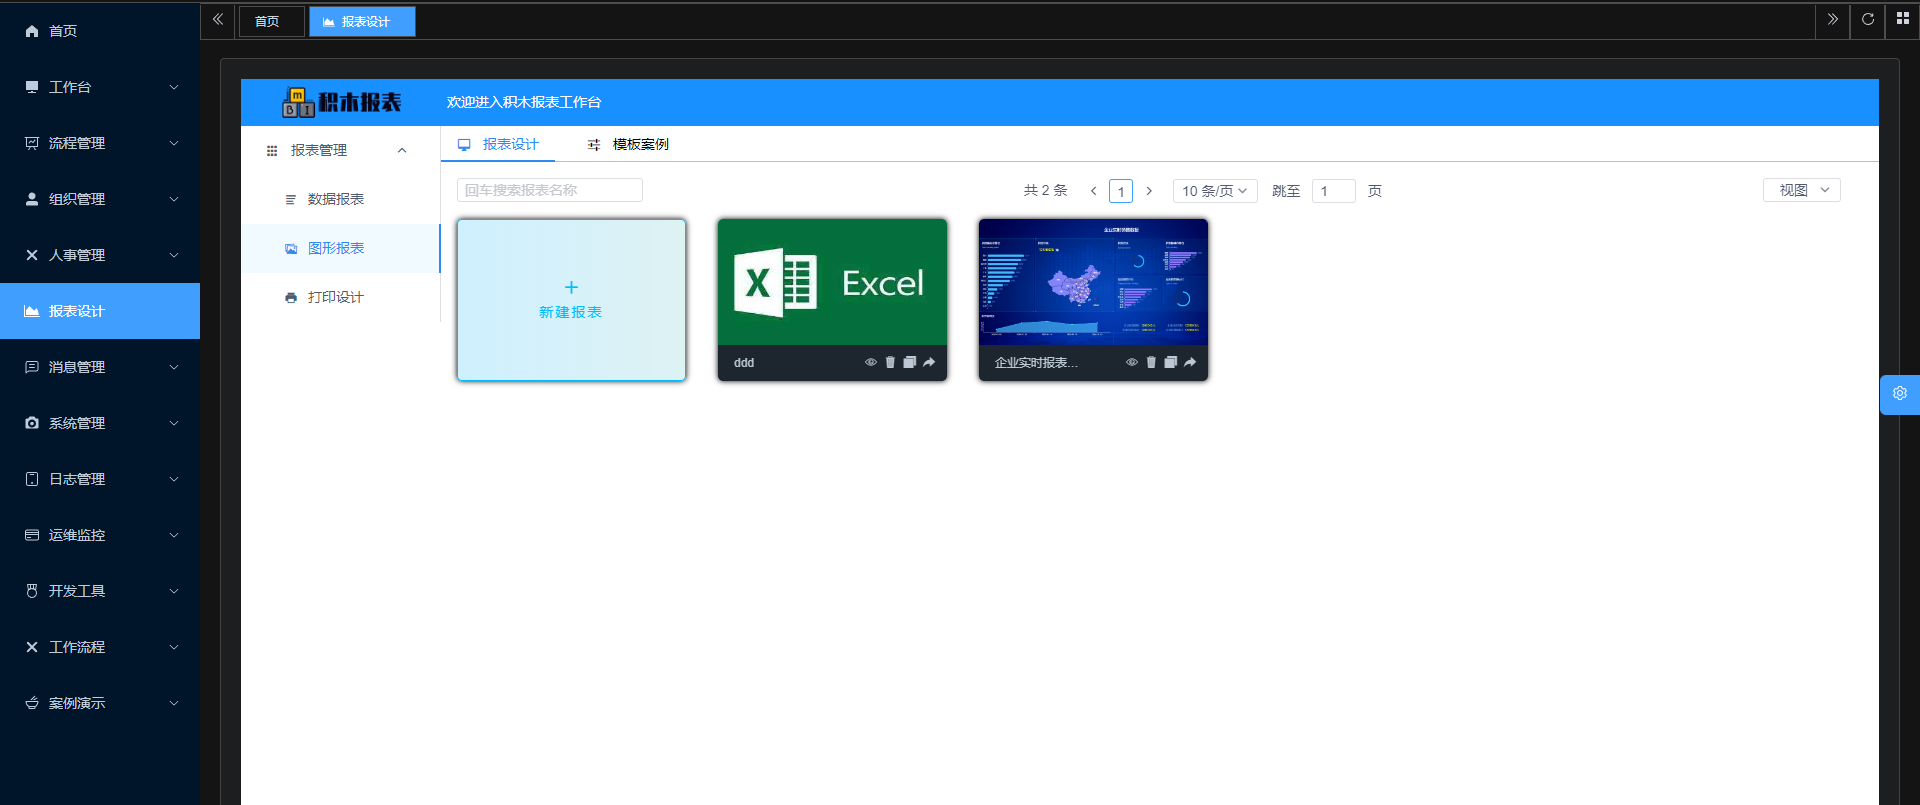 首页
工作台
流程管理
组织管理
人事管理
报表设计
消息管理
系统管理
日志管理
运维监控
开发工具
工作流程
案例演示
首页
报表设计
m
B I
积木报表
欢迎进入积木报表工作台
报表管理
数据报表
图形报表
打印设计
报表设计
模板案例
回车搜索报表名称
共 2 条
1
10 条/页
跳至
1
页
视图
新建报表
X
Excel
ddd
企业实时报表...